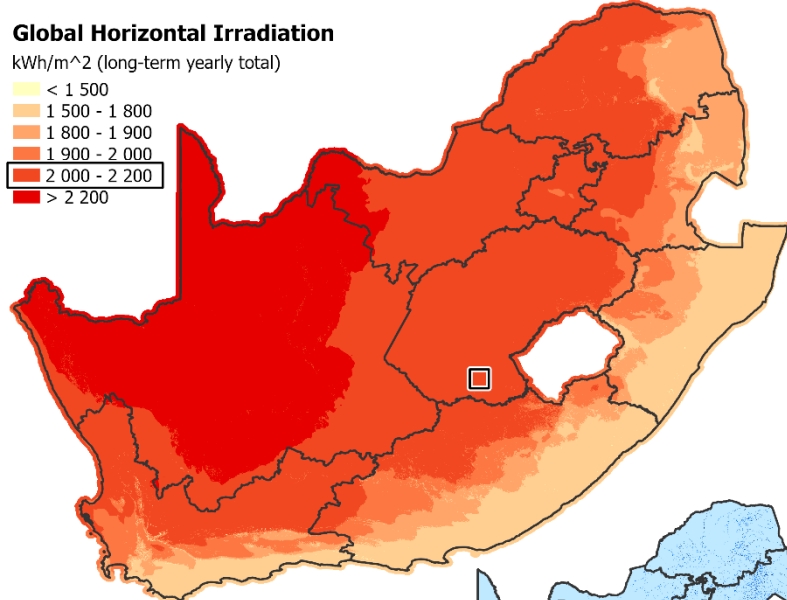 Global Horizontal Irradiation
kWh/m^2 (long-term yearly total)
< 1 500
1 500 - 1 800
1 800 - 1 900
1 900 - 2 000
2 000 - 2 200
> 2 200